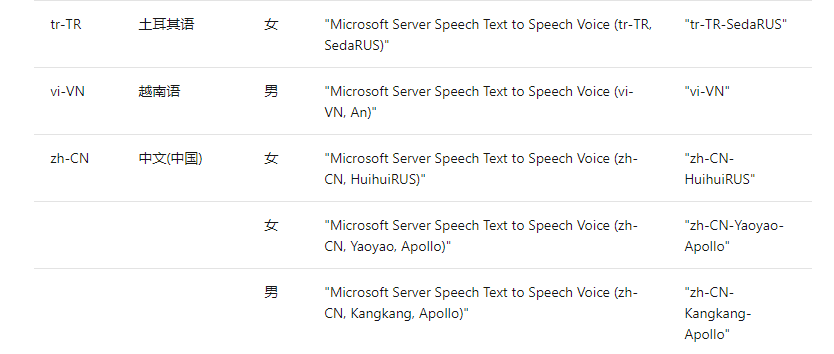 tr-TR 土耳其语 女 "Microsoft Server Speech Text to Speech Voice (tr-TR, "tr-TR-SedaRUS"
SedaRUS)"
vi-VN 越南语 男 "Microsoft Server Speech Text to Speech Voice (vi- "vi-VN"
VN, An)"
zh-CN 中文(中国) 女 "Microsoft Server Speech Text to Speech Voice (zh- "zh-CN-
CN, HuihuiRUS)" HuihuiRUS"
女 "Microsoft Server Speech Text to Speech Voice (zh- "zh-CN-Yaoyao-
CN, Yaoyao, Apollo)" Apollo"
男 "Microsoft Server Speech Text to Speech Voice (zh- "zh-CN-
CN, Kangkang, Apollo)" Kangkang-
Apollo"